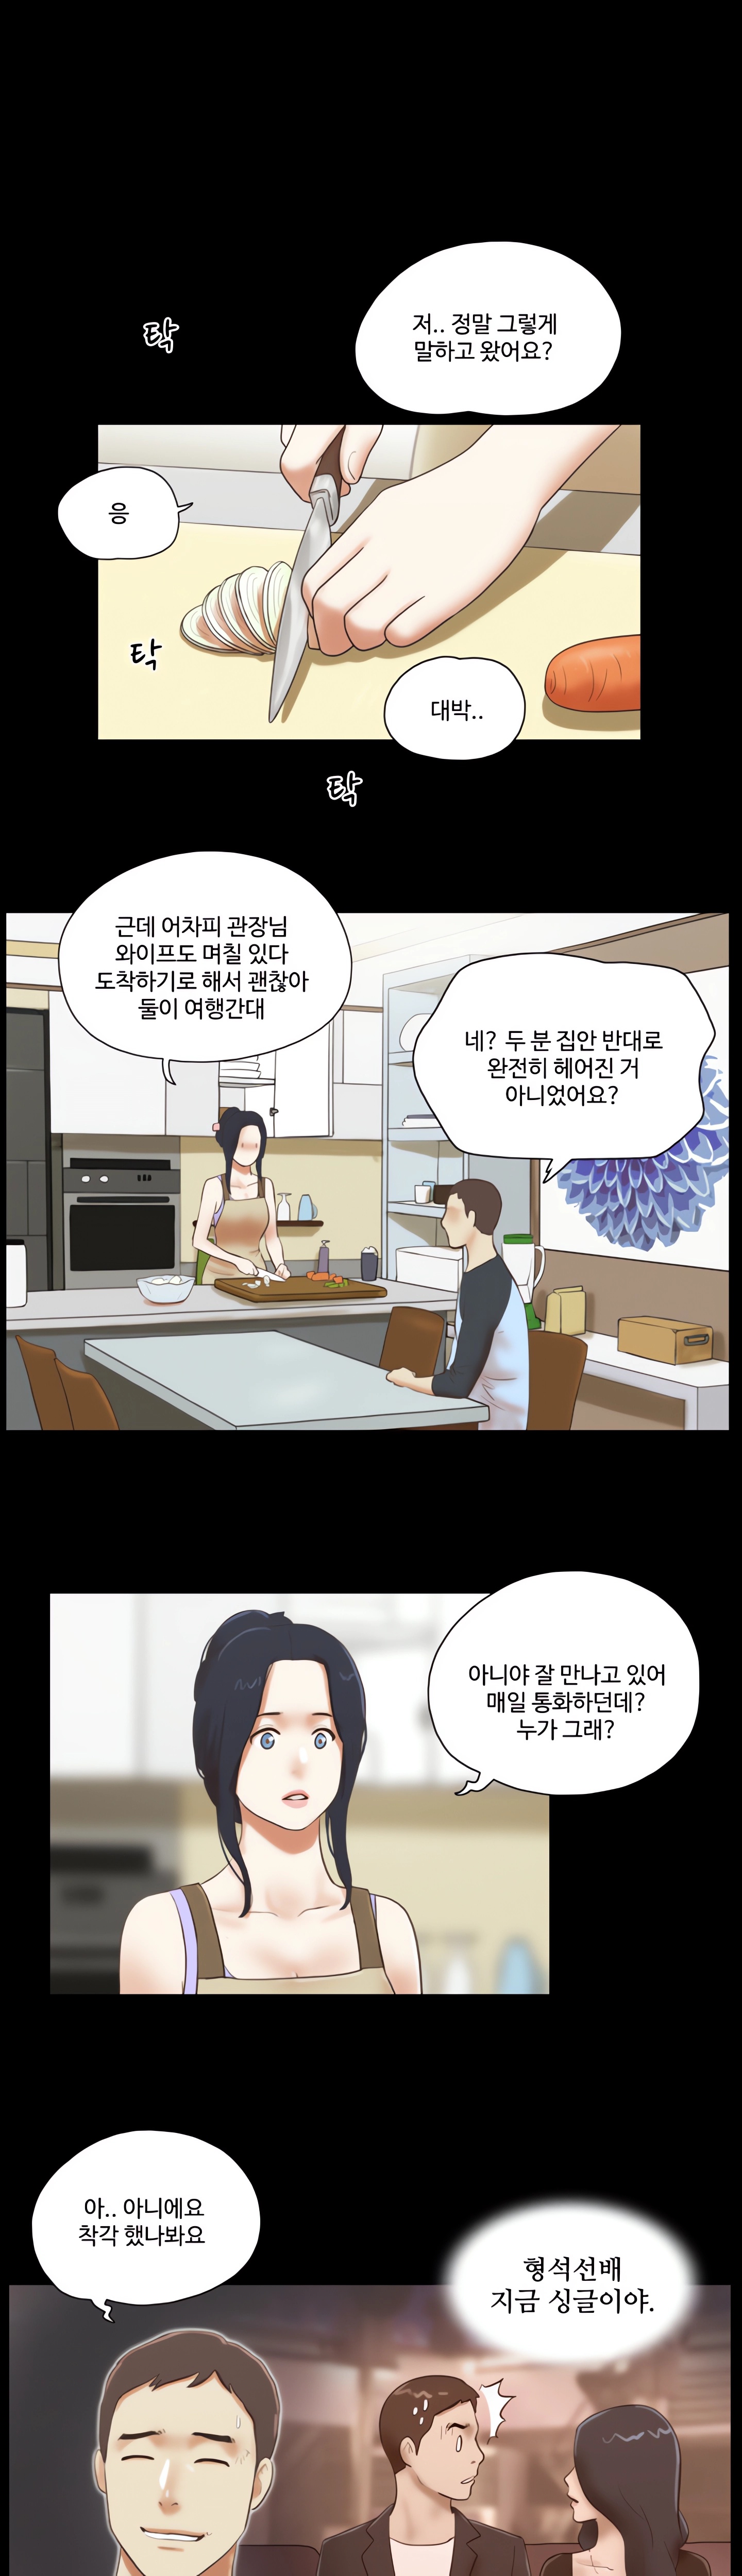 저.. 정말 그렇게
말하고 왔어요?
탁
응
탁
대박..
탁
근데 어차피 관장님
와이프도 며칠 있다
도착하기로 해서 괜찮아
둘이 여행간대
네? 두 분 집안 반대로
완전히 헤어진 거
아니었어요?
아니야 잘 만나고 있어
매일 통화하던데?
누가 그래?
아.. 아니에요
착각 했나봐요
형석선배
지금 싱글이야.